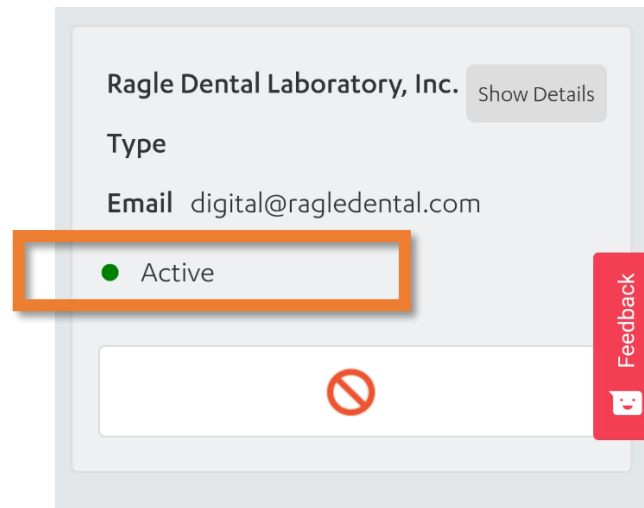 Ragle Dental Laboratory, Inc.
Show Details
Type
Email digital@ragledental.com
Active
Feedback